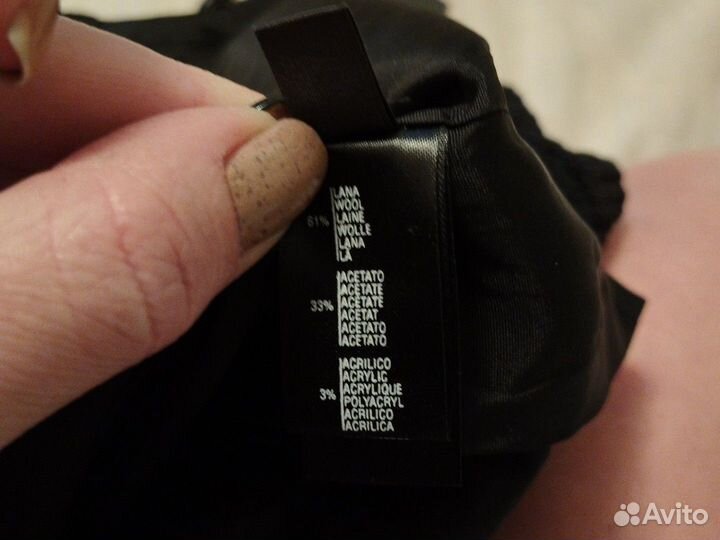 LANA
WOOL
LAINE
61% WOLLE
LANA
LA
ACETATO
ACETATE
ACÉTATE
33% ACETAT
ACETATO
ACETATO
ACRILICO
ACRYLIC
ACRYLIQUE
3% POLYACRYL
ACRILICO
ACRILICA
Avito